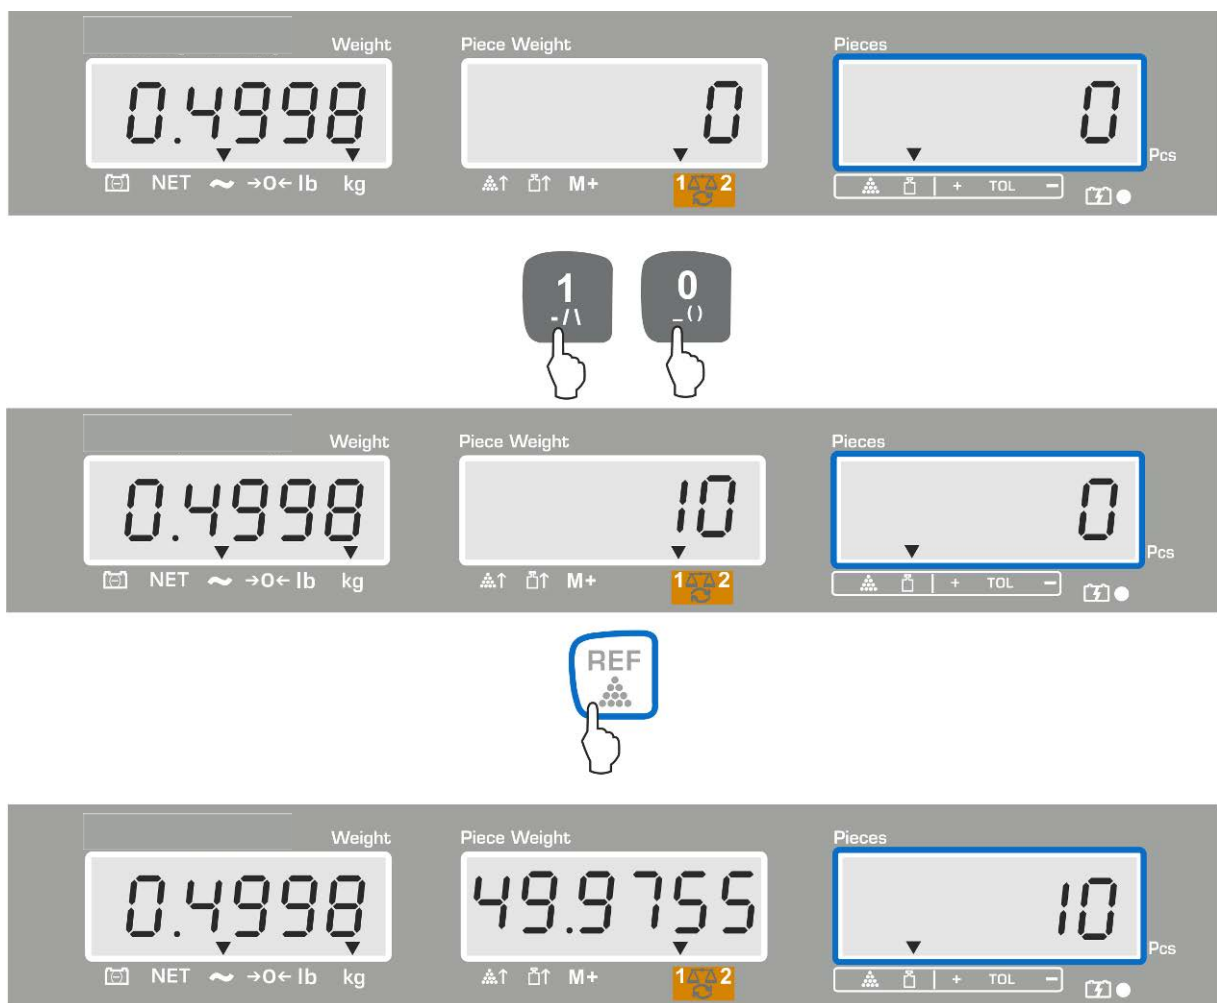 Weight Piece Weight Pieces
0.4998 0 0
Pcs
NET →0← lb kg M+ 1 2 + TOL −
1 0
-/\ _()
Weight Piece Weight Pieces
0.4998 10 0
Pcs
NET →0← lb kg M+ 1 2 + TOL −
REF
Weight Piece Weight Pieces
0.4998 49.9755 10
Pcs
NET →0← lb kg M+ 1 2 + TOL −